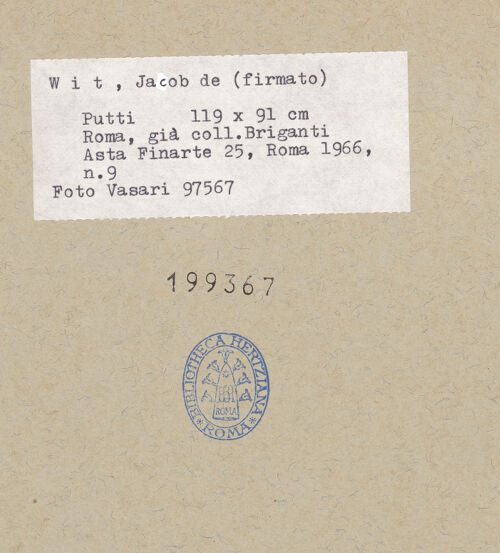 W i t , Jacob de (firmato)
Putti 119 x 91 cm
Roma, già coll.Briganti
Asta Finarte 25, Roma 1966,
n.9
Foto Vasari 97567
199367
BIBLIOTHECA HERTZIANA
ROMA
ROMA